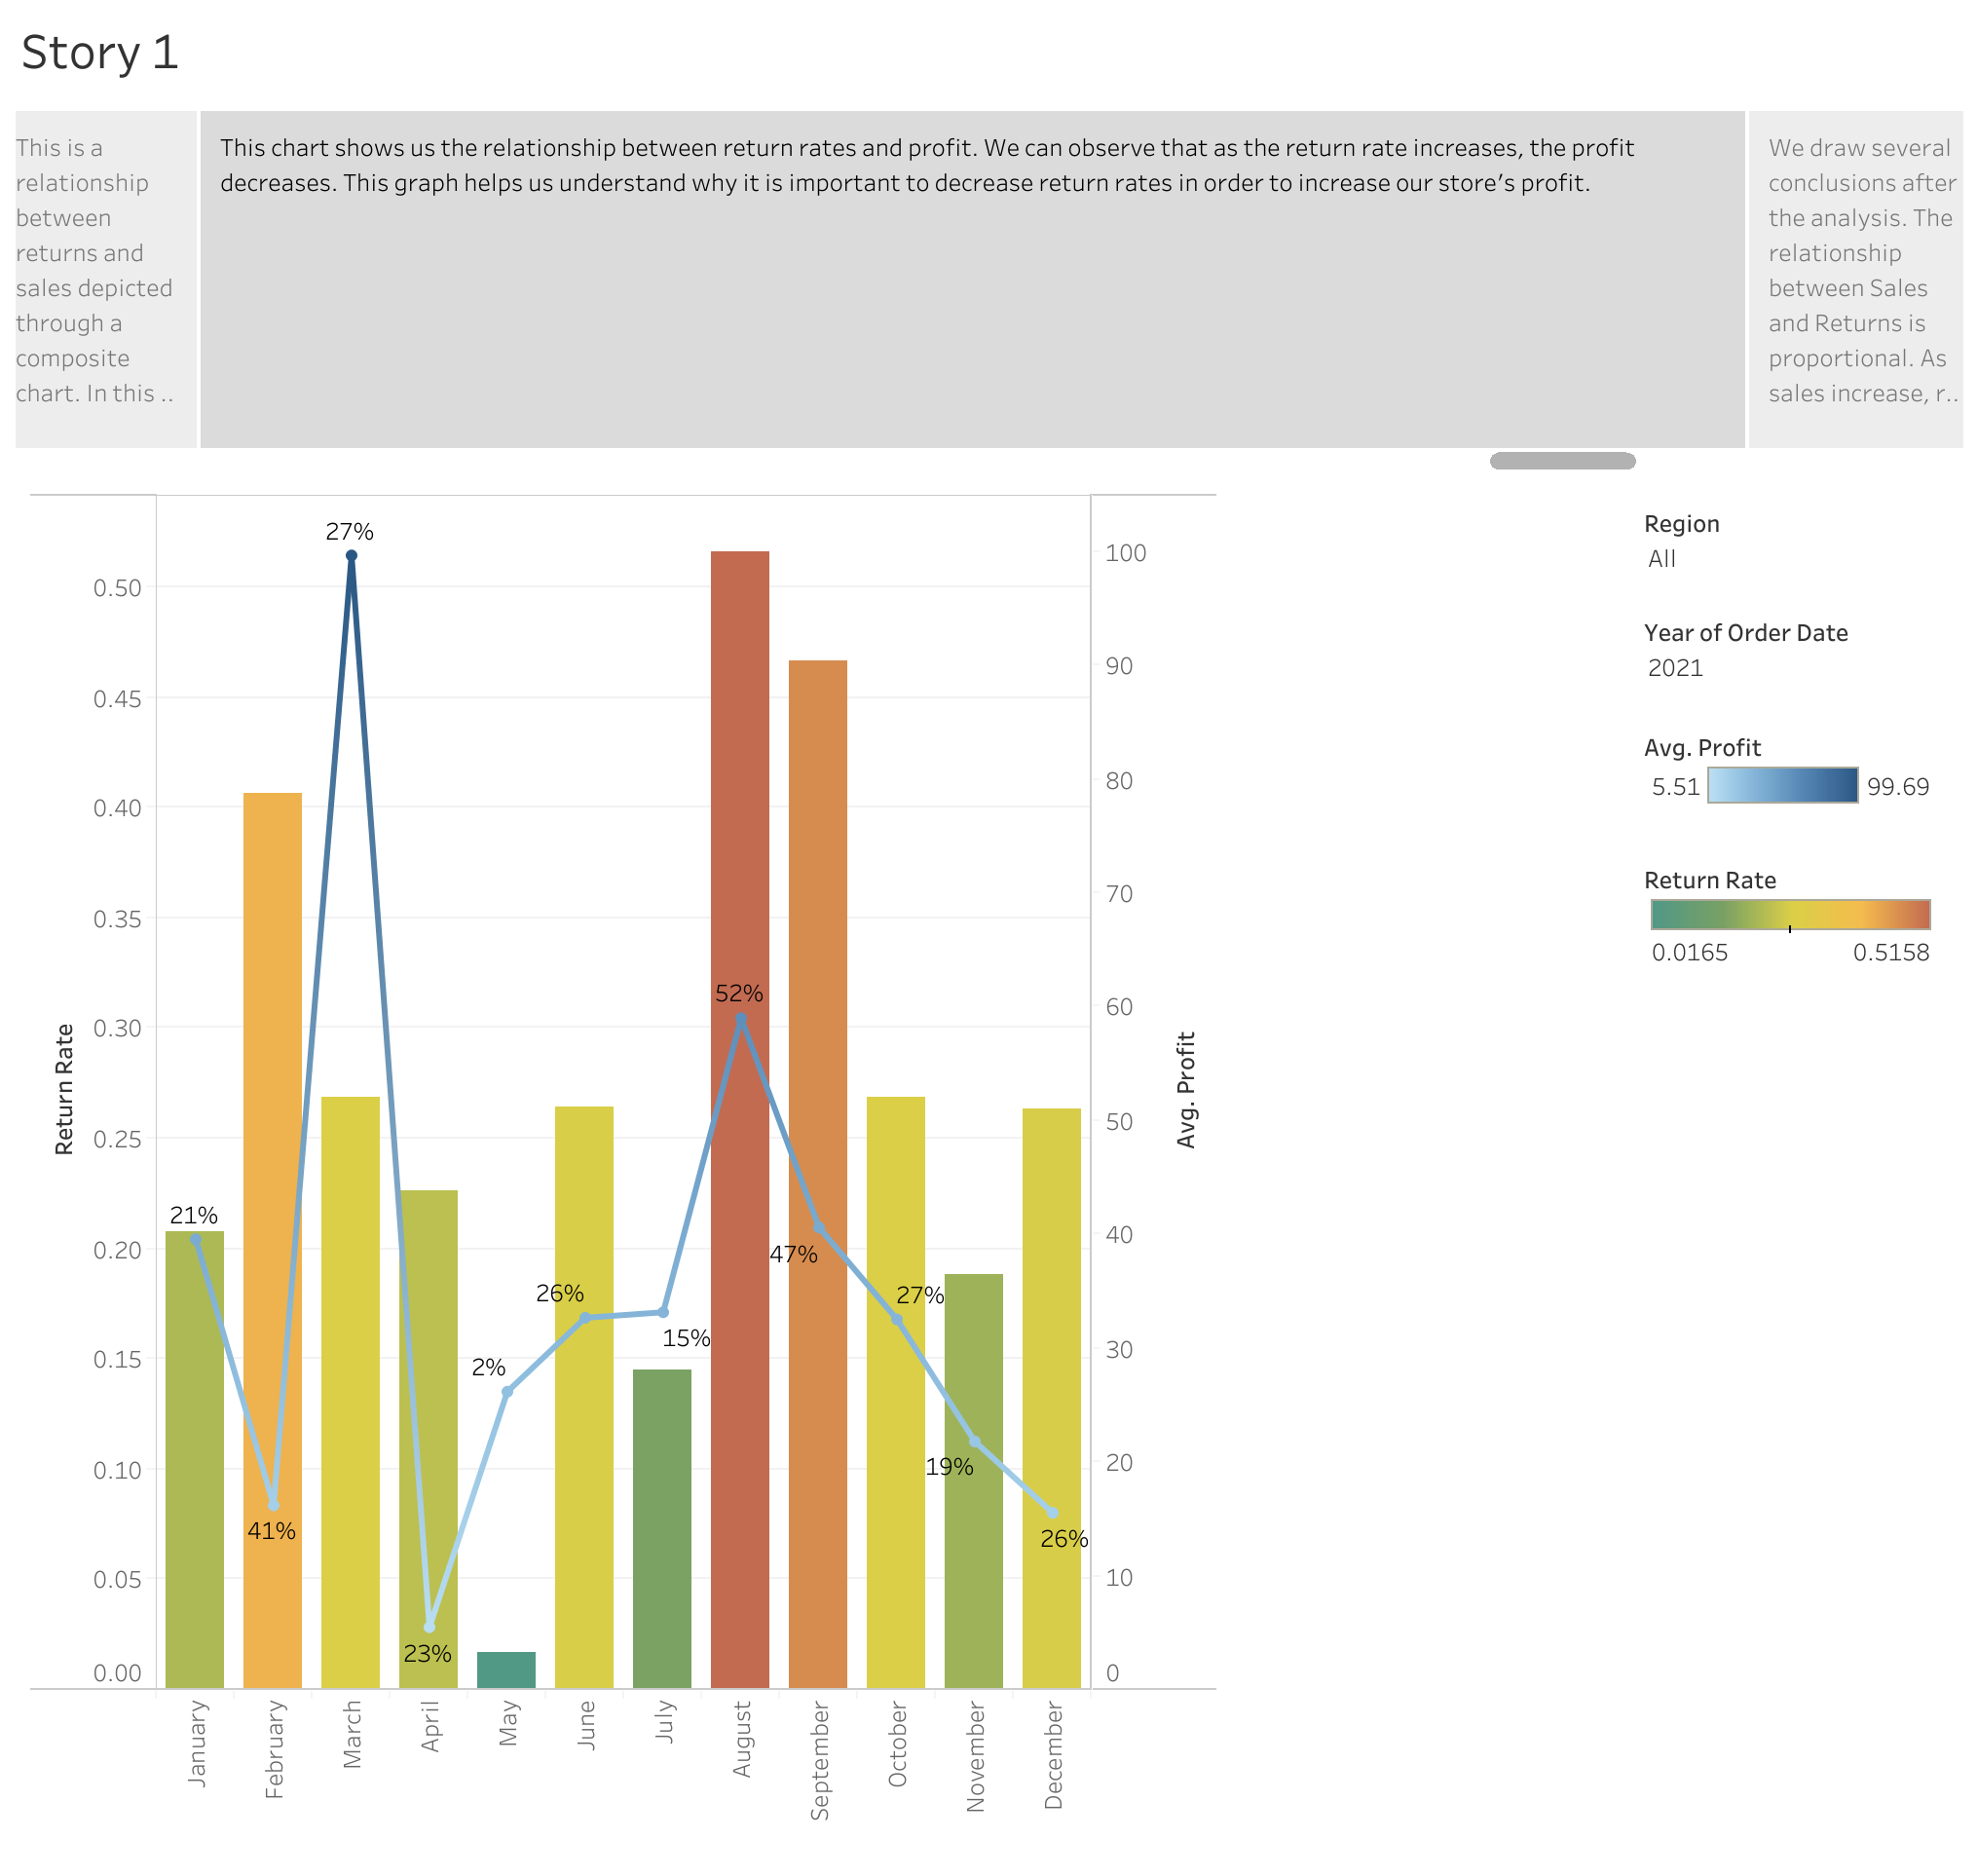 Story 1
This is a
relationship
between
returns and
sales depicted
through a
composite
chart. In this ..
This chart shows us the relationship between return rates and profit. We can observe that as the return rate increases, the profit
decreases. This graph helps us understand why it is important to decrease return rates in order to increase our store's profit.
We draw several
conclusions after
the analysis. The
relationship
between Sales
and Returns is
proportional. As
sales increase, r..
Return Rate
0.50
0.45
0.40
0.35
0.30
0.25
0.20
0.15
0.10
0.05
0.00
21%
41%
27%
23%
2%
26%
15%
52%
47%
27%
19%
26%
100
90
80
70
60
50
40
30
20
10
0
Avg. Profit
January
February
March
April
May
June
July
August
September
October
November
December
Region
All
Year of Order Date
2021
Avg. Profit
5.51 99.69
Return Rate
0.0165 0.5158